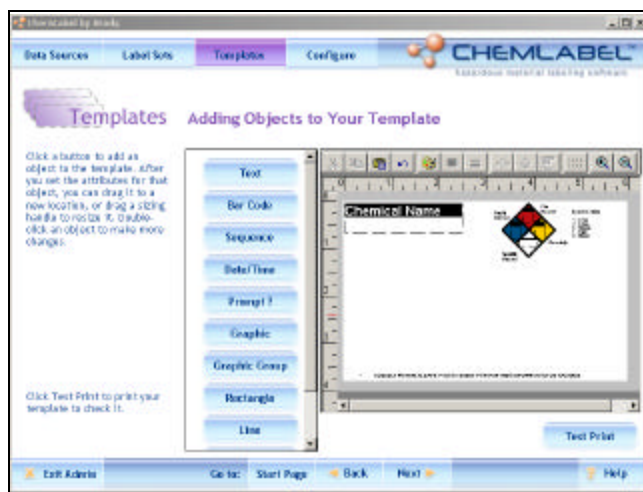 ChemLabel by Brady
Data Sources
Label Sets
Templates
Configure
CHEMLABEL
hazardous material labeling software
Templates
Adding Objects to Your Template
Click a button to add an
object to the template. After
you set the attributes for that
object, you can drag it to a
new location, or drag a sizing
handle to resize it. Double-
click an object to make more
changes.
Click Test Print to print your
template to check it.
Text
Bar Code
Sequence
Date/Time
Prompt ?
Graphic
Graphic Group
Rectangle
Line
Chemical Name
Test Print
Exit Admin
Go to:
Start Page
Back
Next
Help